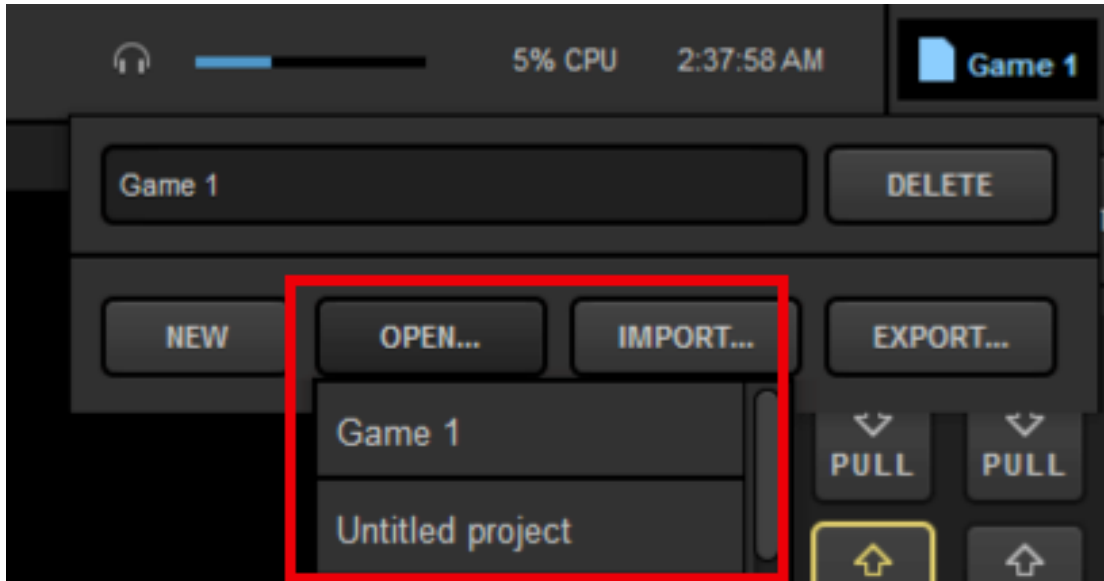 5% CPU 2:37:58 AM Game 1
Game 1 DELETE
NEW OPEN... IMPORT... EXPORT...
Game 1
PULL PULL
Untitled project